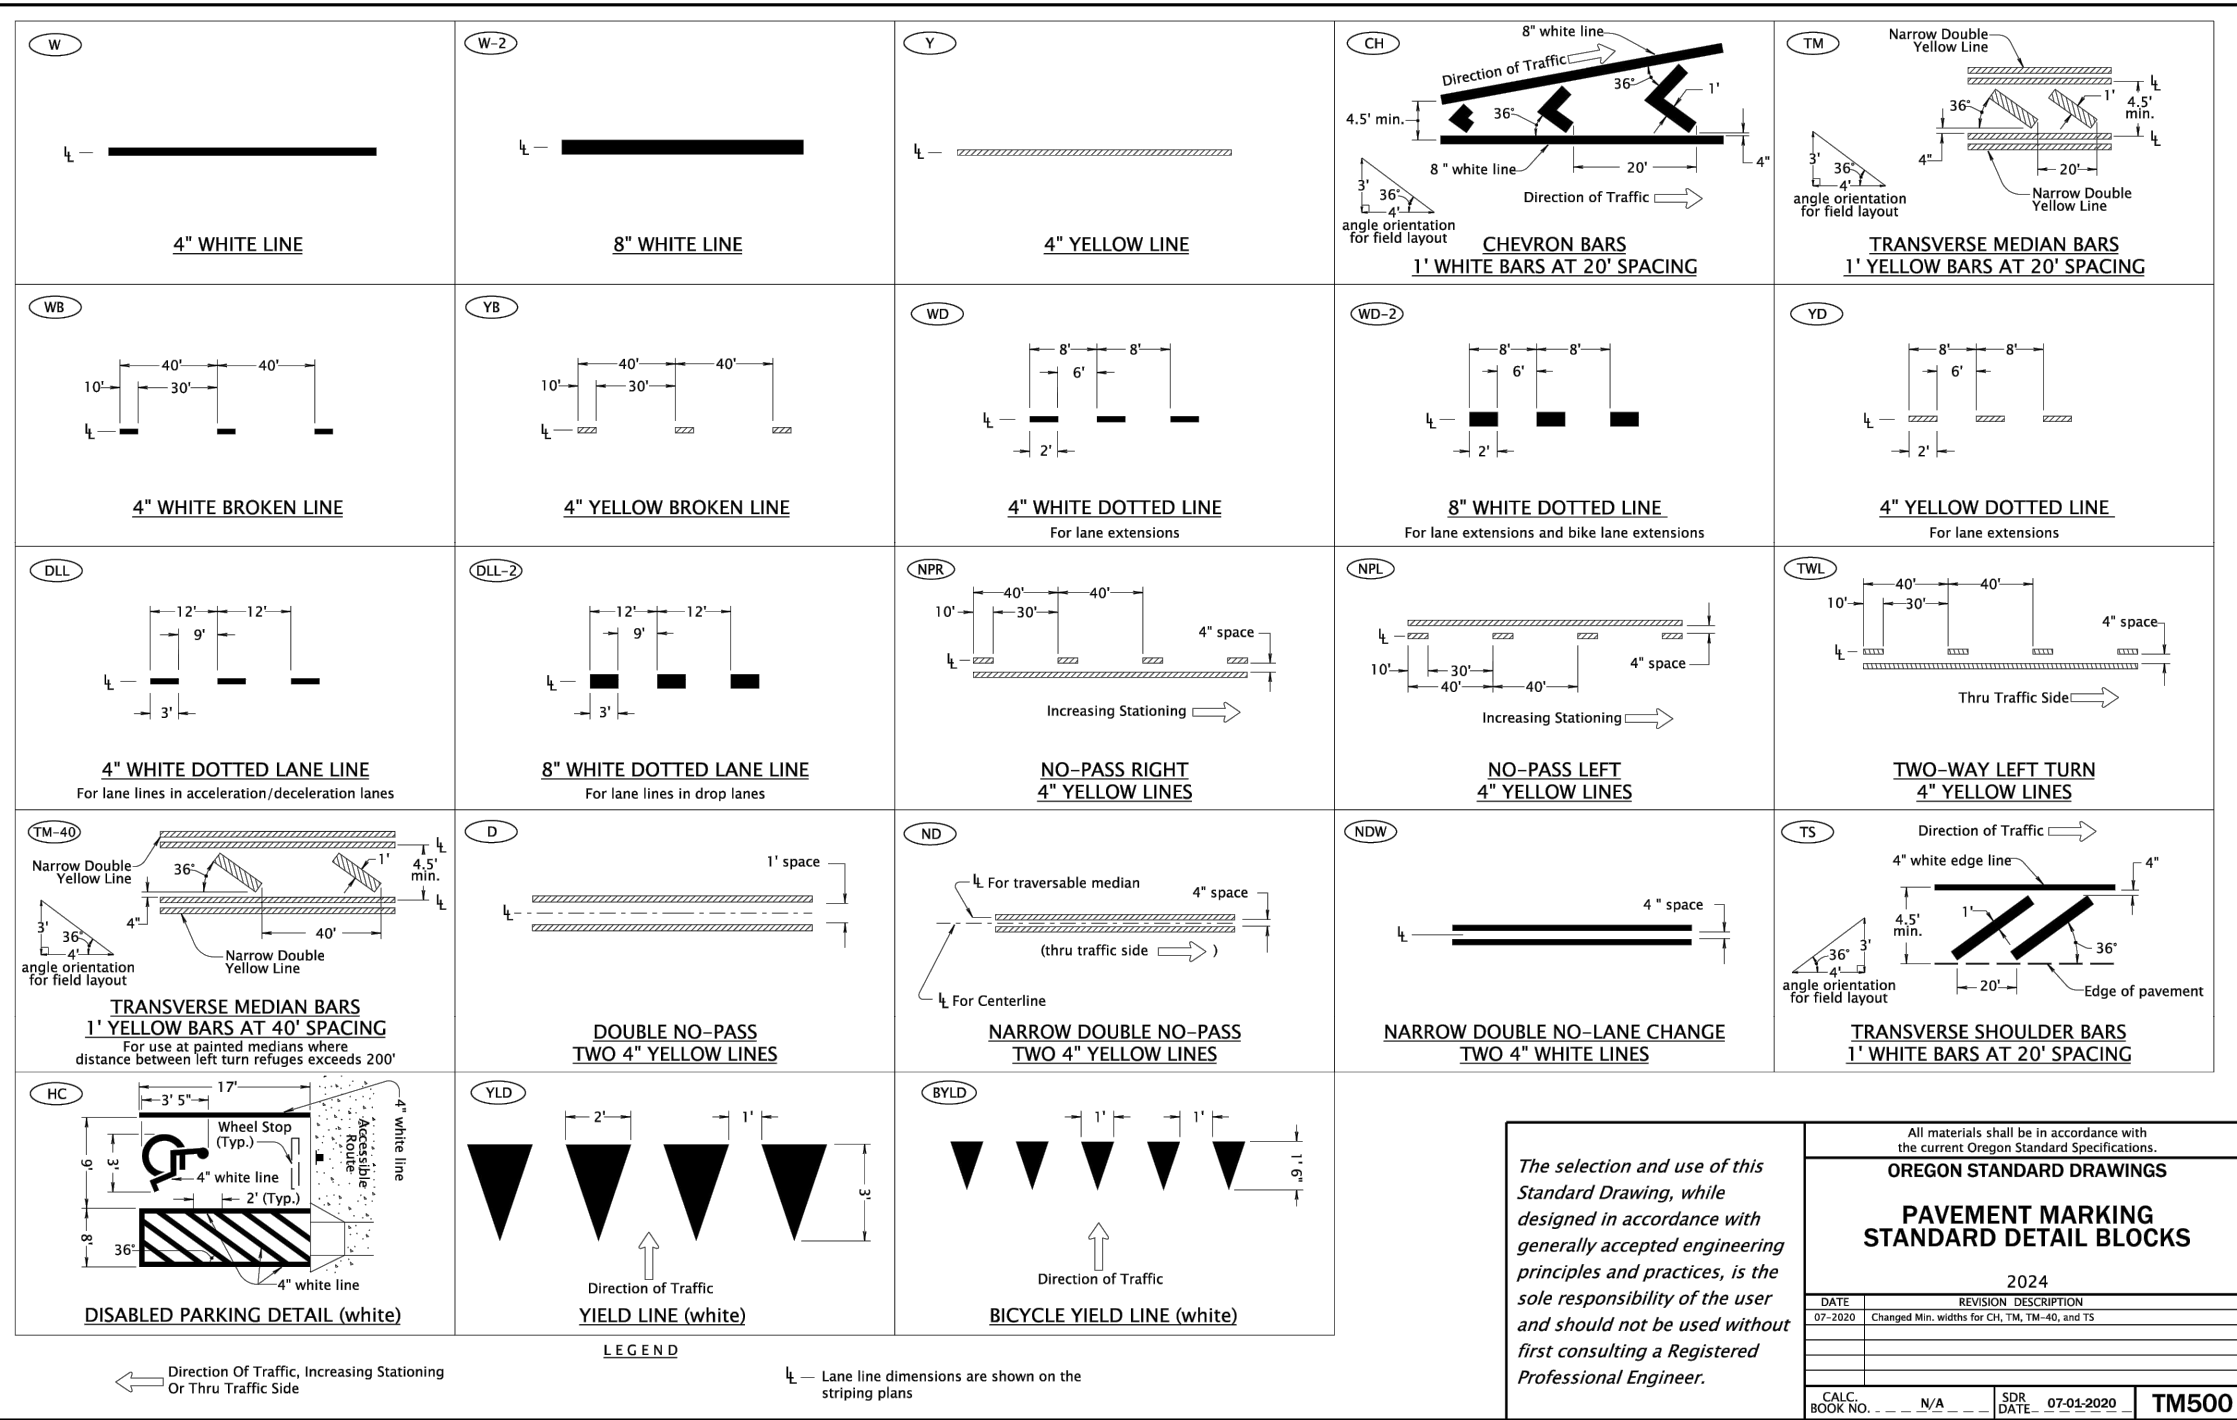 W
4" WHITE LINE
W-2
8" WHITE LINE
Y
4" YELLOW LINE
CH
8" white line
Direction of Traffic
36°
1'
36°
4.5' min.
4"
8 " white line
20'
3'
36°
4'
Direction of Traffic
angle orientation
for field layout
CHEVRON BARS
1' WHITE BARS AT 20' SPACING
TM
Narrow Double
Yellow Line
36°
1'
4.5'
min.
4"
20'
3'
36°
4'
angle orientation
for field layout
Narrow Double
Yellow Line
TRANSVERSE MEDIAN BARS
1' YELLOW BARS AT 20' SPACING
WB
40' 40'
10' 30'
4" WHITE BROKEN LINE
YB
40' 40'
10' 30'
4" YELLOW BROKEN LINE
WD
8' 8'
6'
2'
4" WHITE DOTTED LINE
For lane extensions
WD-2
8' 8'
6'
2'
8" WHITE DOTTED LINE
For lane extensions and bike lane extensions
YD
8' 8'
6'
2'
4" YELLOW DOTTED LINE
For lane extensions
DLL
12' 12'
9'
3'
4" WHITE DOTTED LANE LINE
For lane lines in acceleration/deceleration lanes
DLL-2
12' 12'
9'
3'
8" WHITE DOTTED LANE LINE
For lane lines in drop lanes
NPR
40' 40'
10' 30'
4" space
Increasing Stationing
NO-PASS RIGHT
4" YELLOW LINES
NPL
4" space
10' 30'
40' 40'
Increasing Stationing
NO-PASS LEFT
4" YELLOW LINES
TWL
40' 40'
10' 30'
4" space
Thru Traffic Side
TWO-WAY LEFT TURN
4" YELLOW LINES
TM-40
Narrow Double
Yellow Line
36°
1'
4.5'
min.
4"
40'
3'
36°
4'
angle orientation
for field layout
Narrow Double
Yellow Line
TRANSVERSE MEDIAN BARS
1' YELLOW BARS AT 40' SPACING
For use at painted medians where
distance between left turn refuges exceeds 200'
D
1' space
DOUBLE NO-PASS
TWO 4" YELLOW LINES
ND
For traversable median
4" space
(thru traffic side )
For Centerline
NARROW DOUBLE NO-PASS
TWO 4" YELLOW LINES
NDW
4 " space
NARROW DOUBLE NO-LANE CHANGE
TWO 4" WHITE LINES
TS
Direction of Traffic
4" white edge line
4"
1'
4.5'
min.
36°
3'
36°
4'
20'
angle orientation
for field layout
Edge of pavement
TRANSVERSE SHOULDER BARS
1' WHITE BARS AT 20' SPACING
HC
17'
3' 5"
Wheel Stop
(Typ.)
Accessible
Route
4" white line
9'
3'
4" white line
2' (Typ.)
8'
36°
4" white line
DISABLED PARKING DETAIL (white)
YLD
2' 1'
3'
Direction of Traffic
YIELD LINE (white)
BYLD
1' 1'
1' 6"
Direction of Traffic
BICYCLE YIELD LINE (white)
LEGEND
Direction Of Traffic, Increasing Stationing
Or Thru Traffic Side
Lane line dimensions are shown on the
striping plans
The selection and use of this
Standard Drawing, while
designed in accordance with
generally accepted engineering
principles and practices, is the
sole responsibility of the user
and should not be used without
first consulting a Registered
Professional Engineer.
All materials shall be in accordance with
the current Oregon Standard Specifications.
OREGON STANDARD DRAWINGS
PAVEMENT MARKING
STANDARD DETAIL BLOCKS
2024
DATE REVISION DESCRIPTION
07-2020 Changed Min. widths for CH, TM, TM-40, and TS
CALC.
BOOK NO. N/A
SDR
DATE 07-01-2020
TM500